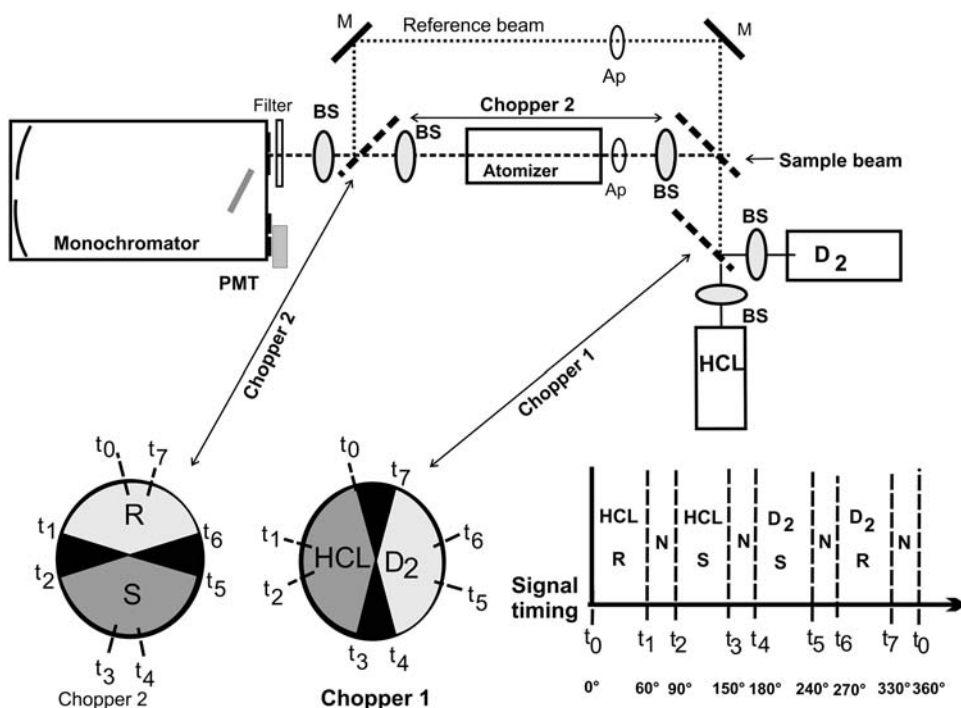 M
Reference beam
M
Ap
Filter
BS
BS
Chopper 2
Atomizer
Ap
BS
Sample beam
Monochromator
PMT
BS
D2
BS
HCL
Chopper 2
Chopper 1
t0
t7
R
t1
t6
t2
t5
S
t3
t4
Chopper 2
t0
t7
t1
t6
HCL
D2
t2
t5
t3
t4
Chopper 1
HCL
HCL
D2
D2
N
N
N
N
R
S
S
R
Signal
timing
t0 t1 t2 t3 t4 t5 t6 t7 t0
0° 60° 90° 150° 180° 240° 270° 330° 360°